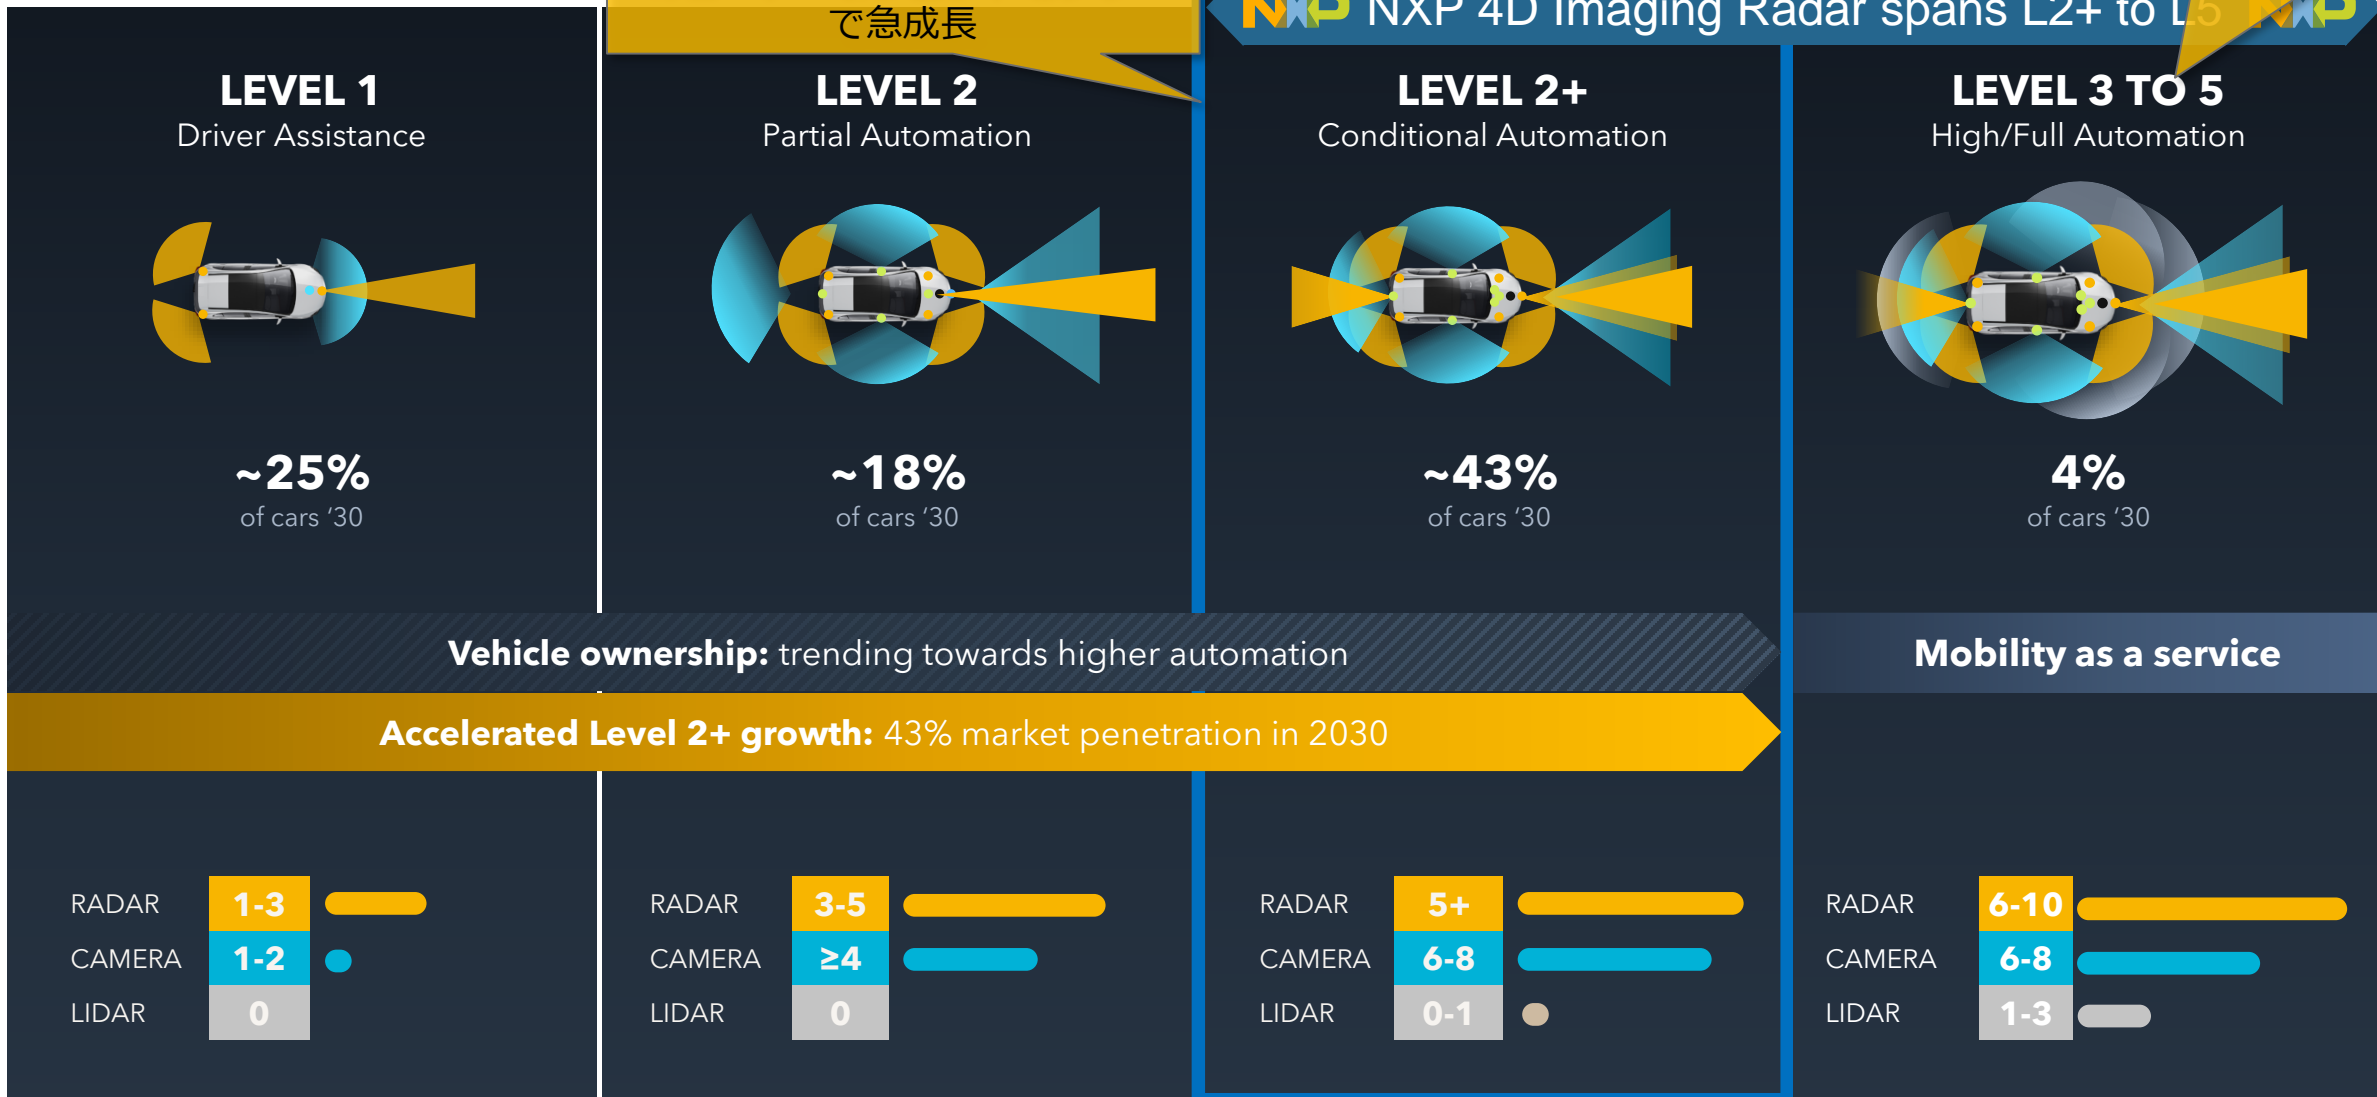 で急成長
NXP NXP 4D Imaging Radar spans L2+ to L5 NXP
LEVEL 1
Driver Assistance
~25%
of cars ‘30
LEVEL 2
Partial Automation
~18%
of cars ‘30
LEVEL 2+
Conditional Automation
~43%
of cars ‘30
LEVEL 3 TO 5
High/Full Automation
4%
of cars ‘30
Vehicle ownership: trending towards higher automation
Mobility as a service
Accelerated Level 2+ growth: 43% market penetration in 2030
RADAR 1-3
CAMERA 1-2
LIDAR 0
RADAR 3-5
CAMERA ≥4
LIDAR 0
RADAR 5+
CAMERA 6-8
LIDAR 0-1
RADAR 6-10
CAMERA 6-8
LIDAR 1-3